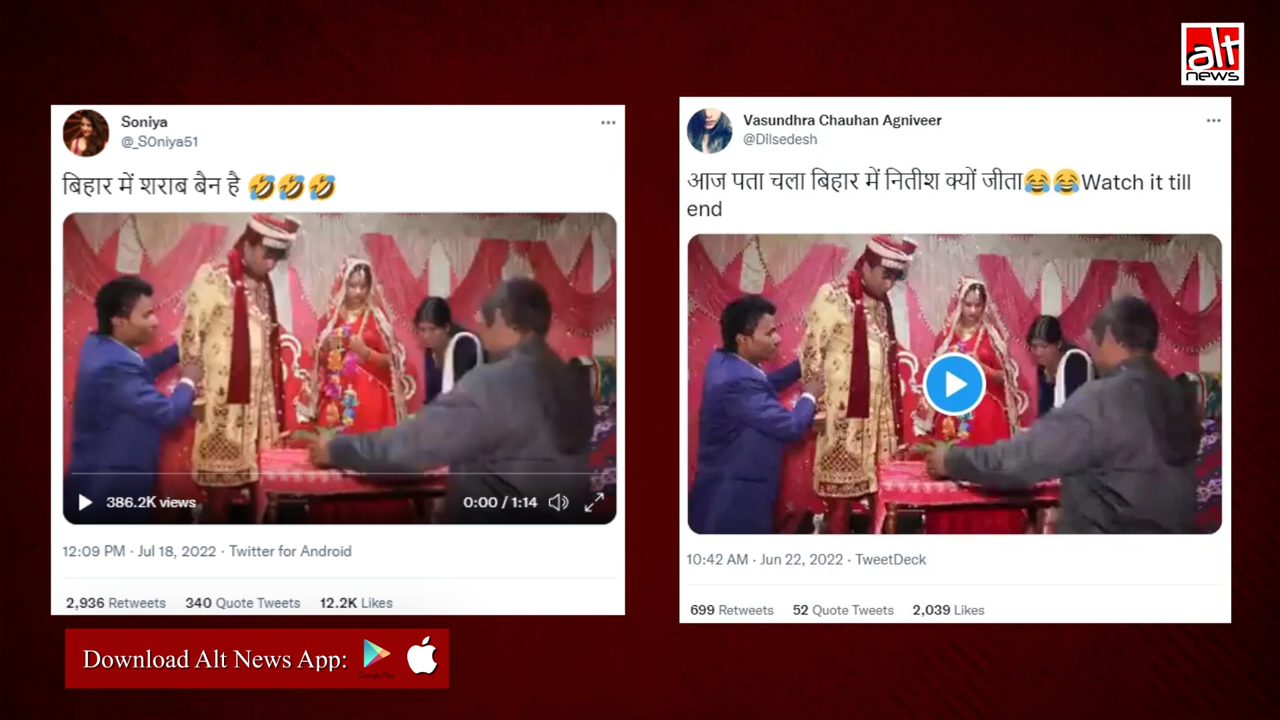 alt
news
Soniya
@_S0niya51
बिहार में शराब बैन है 🤣🤣🤣
386.2K views
0:00 / 1:14
12:09 PM · Jul 18, 2022 · Twitter for Android
2,936 Retweets 340 Quote Tweets 12.2K Likes
Vasundhra Chauhan Agniveer
@Dilsedesh
आज पता चला बिहार में नितीश क्यों जीता😂😂Watch it till
end
10:42 AM · Jun 22, 2022 · TweetDeck
699 Retweets 52 Quote Tweets 2,039 Likes
Download Alt News App:
Google Play